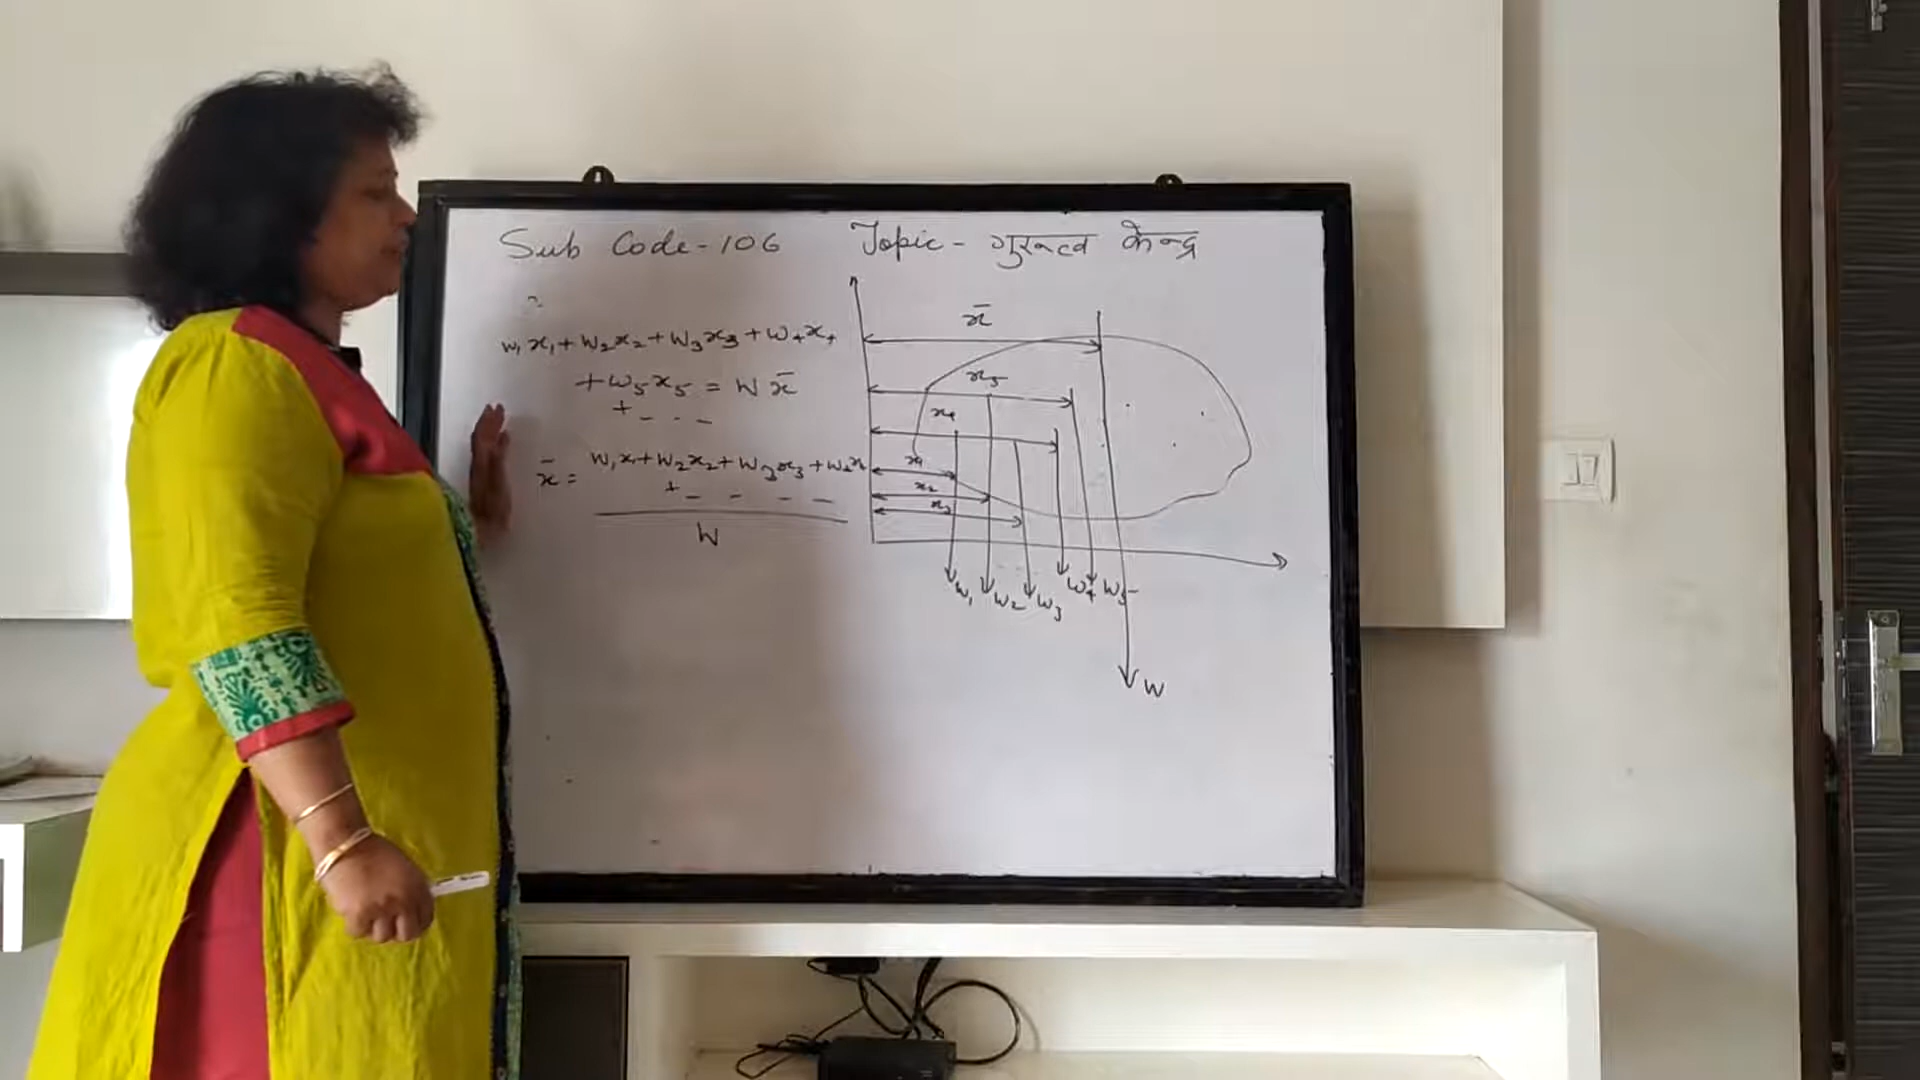 Sub Code-106 Topic- गुरुत्व केन्द्र
∴
w₁x₁+w₂x₂+w₃x₃+w₄x₄
+w₅x₅ = W x̄
+ - - -
x̄ = w₁x₁+w₂x₂+w₃x₃+w₄x₄
+ - - - -
W
x̄
x₅
x₄
x₁
x₂
x₃
w₁ w₂ w₃ w₄ w₅
W